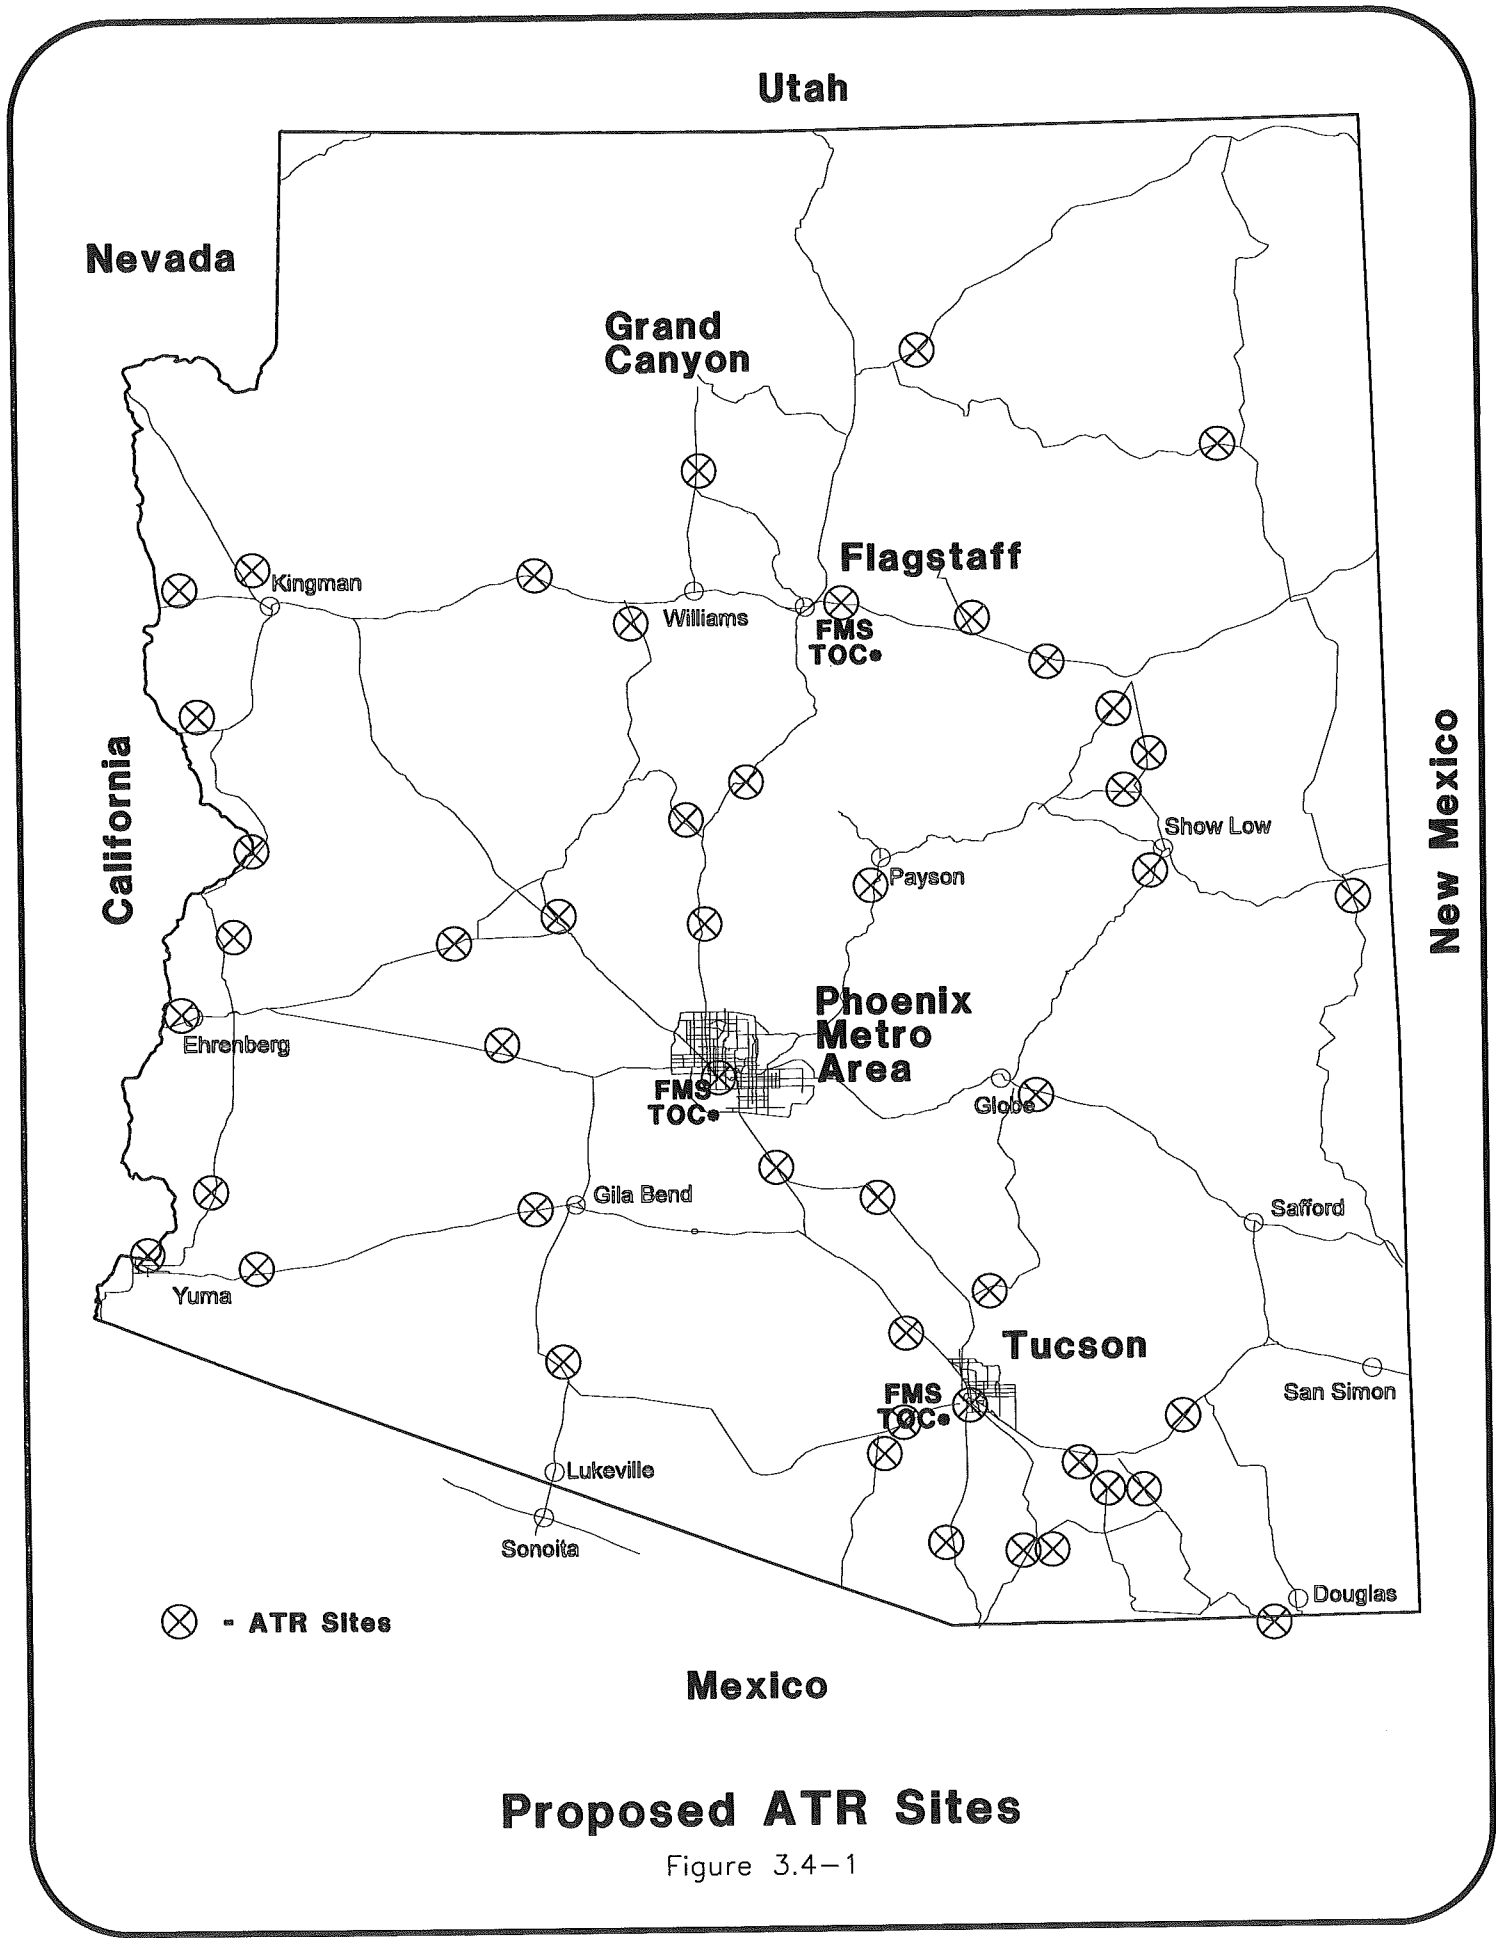 Utah
Nevada
Grand
Canyon
Flagstaff
Kingman
Williams
FMS
TOC●
California
New Mexico
Show Low
Payson
Phoenix
Metro
Area
Ehrenberg
FMS
TOC●
Globe
Gila Bend
Safford
Yuma
Tucson
San Simon
FMS
TOC●
Lukeville
Sonoita
Douglas
- ATR Sites
Mexico
Proposed ATR Sites
Figure 3.4-1